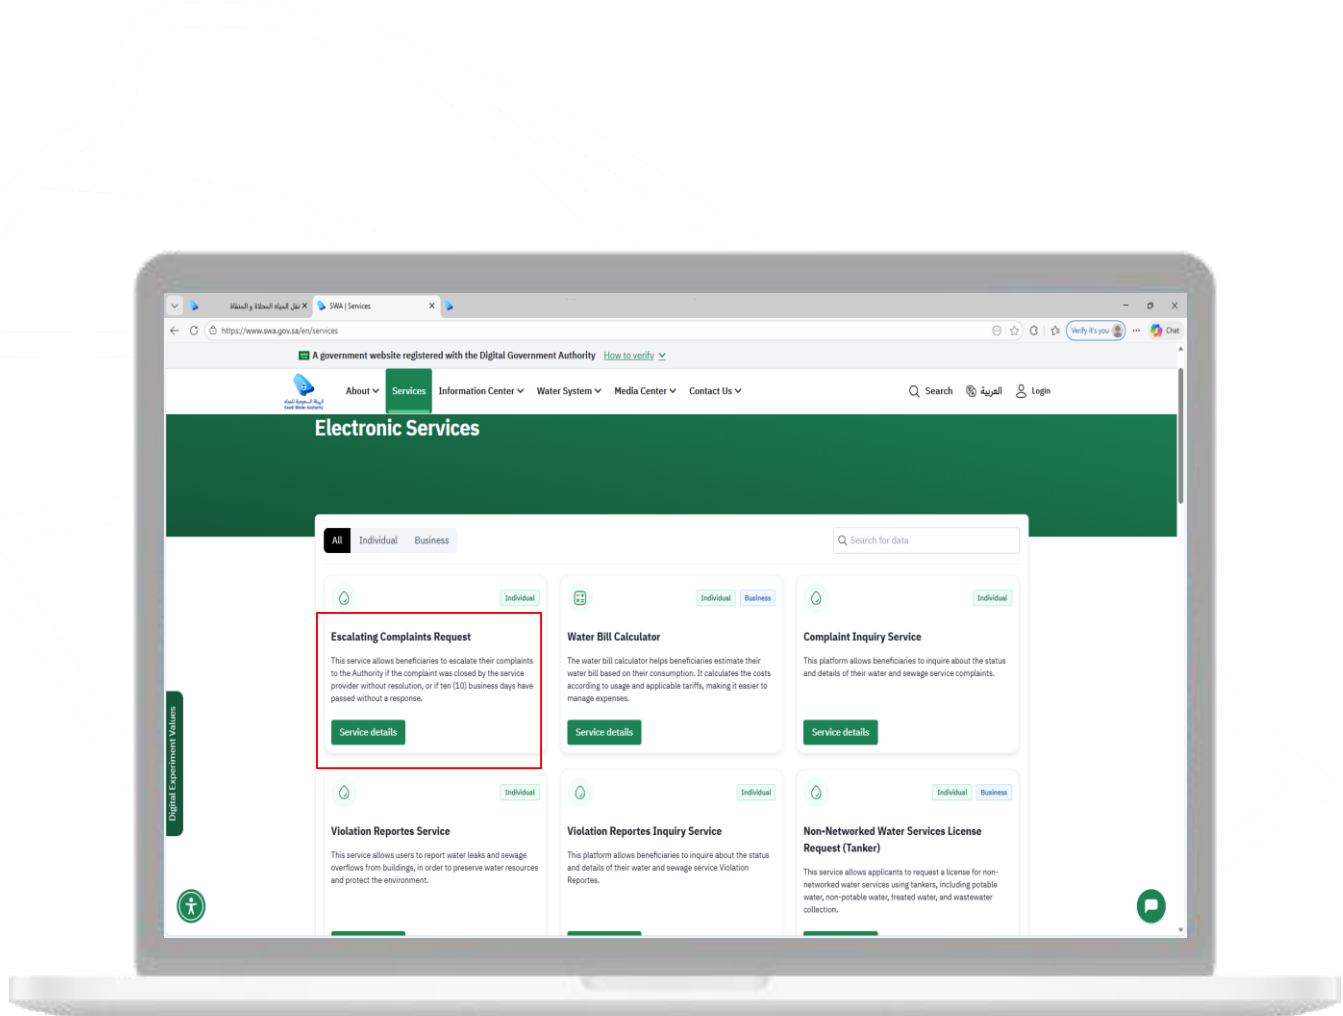 نقل المياه المحلاة و المنقاة
SWA | Services
https://www.swa.gov.sa/en/services
Verify it's you
Chat
A government website registered with the Digital Government Authority How to verify
About Services Information Center Water System Media Center Contact Us Search العربية Login
الهيئة السعودية للمياه
Saudi Water Authority
Electronic Services
All Individual Business
Search for data
Individual
Escalating Complaints Request
This service allows beneficiaries to escalate their complaints
to the Authority if the complaint was closed by the service
provider without resolution, or if ten (10) business days have
passed without a response.
Service details
Individual Business
Water Bill Calculator
The water bill calculator helps beneficiaries estimate their
water bill based on their consumption. It calculates the costs
according to usage and applicable tariffs, making it easier to
manage expenses.
Service details
Individual
Complaint Inquiry Service
This platform allows beneficiaries to inquire about the status
and details of their water and sewage service complaints.
Service details
Individual
Violation Reportes Service
This service allows users to report water leaks and sewage
overflows from buildings, in order to preserve water resources
and protect the environment.
Individual
Violation Reportes Inquiry Service
This platform allows beneficiaries to inquire about the status
and details of their water and sewage service Violation
Reportes.
Individual Business
Non-Networked Water Services License
Request (Tanker)
This service allows applicants to request a license for non-
networked water services using tankers, including potable
water, non-potable water, treated water, and wastewater
collection.
Digital Experiment Values